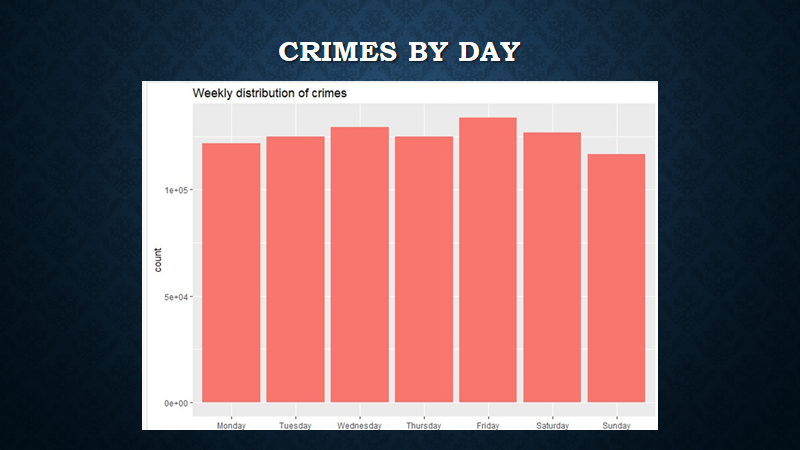 CRIMES BY DAY
Weekly distribution of crimes
count
1e+05
5e+04
0e+00
Monday Tuesday Wednesday Thursday Friday Saturday Sunday